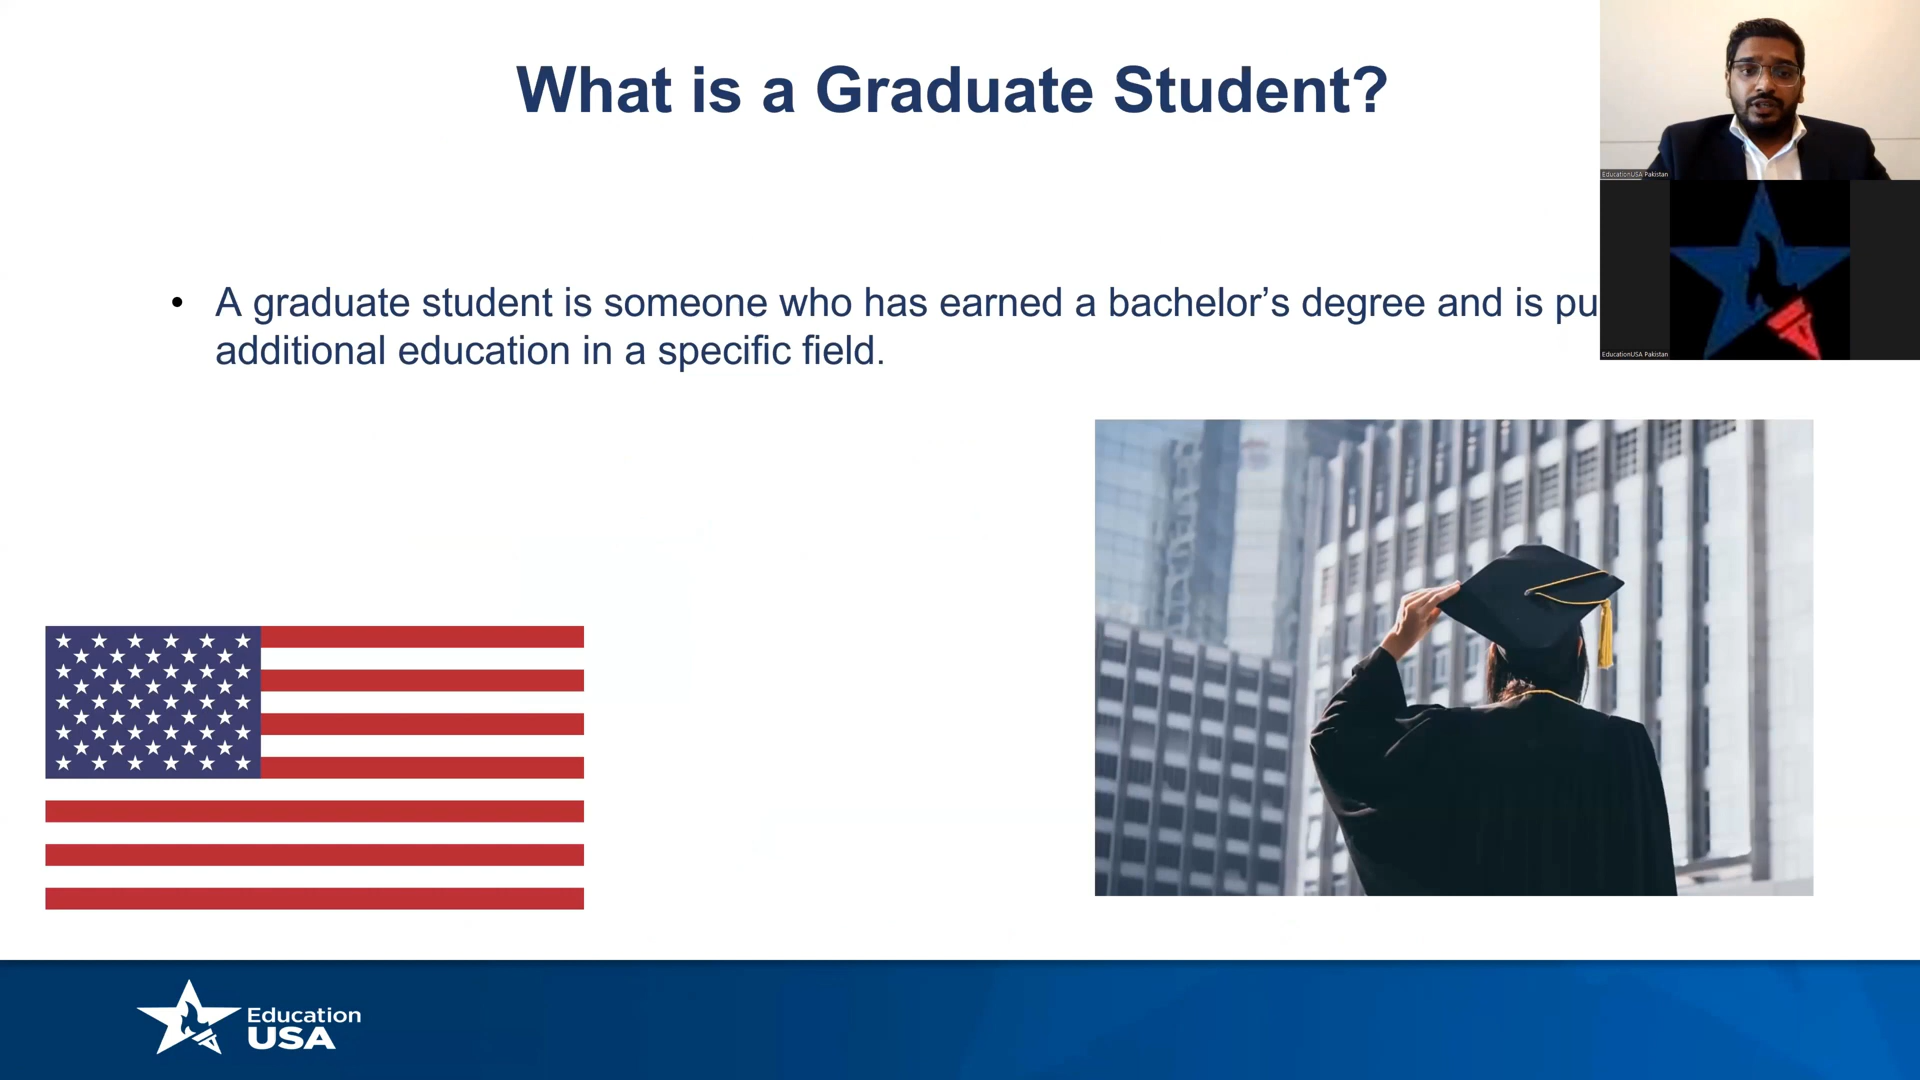 What is a Graduate Student?
• A graduate student is someone who has earned a bachelor’s degree and is pu
additional education in a specific field.
EducationUSA Pakistan
EducationUSA Pakistan
Education
USA